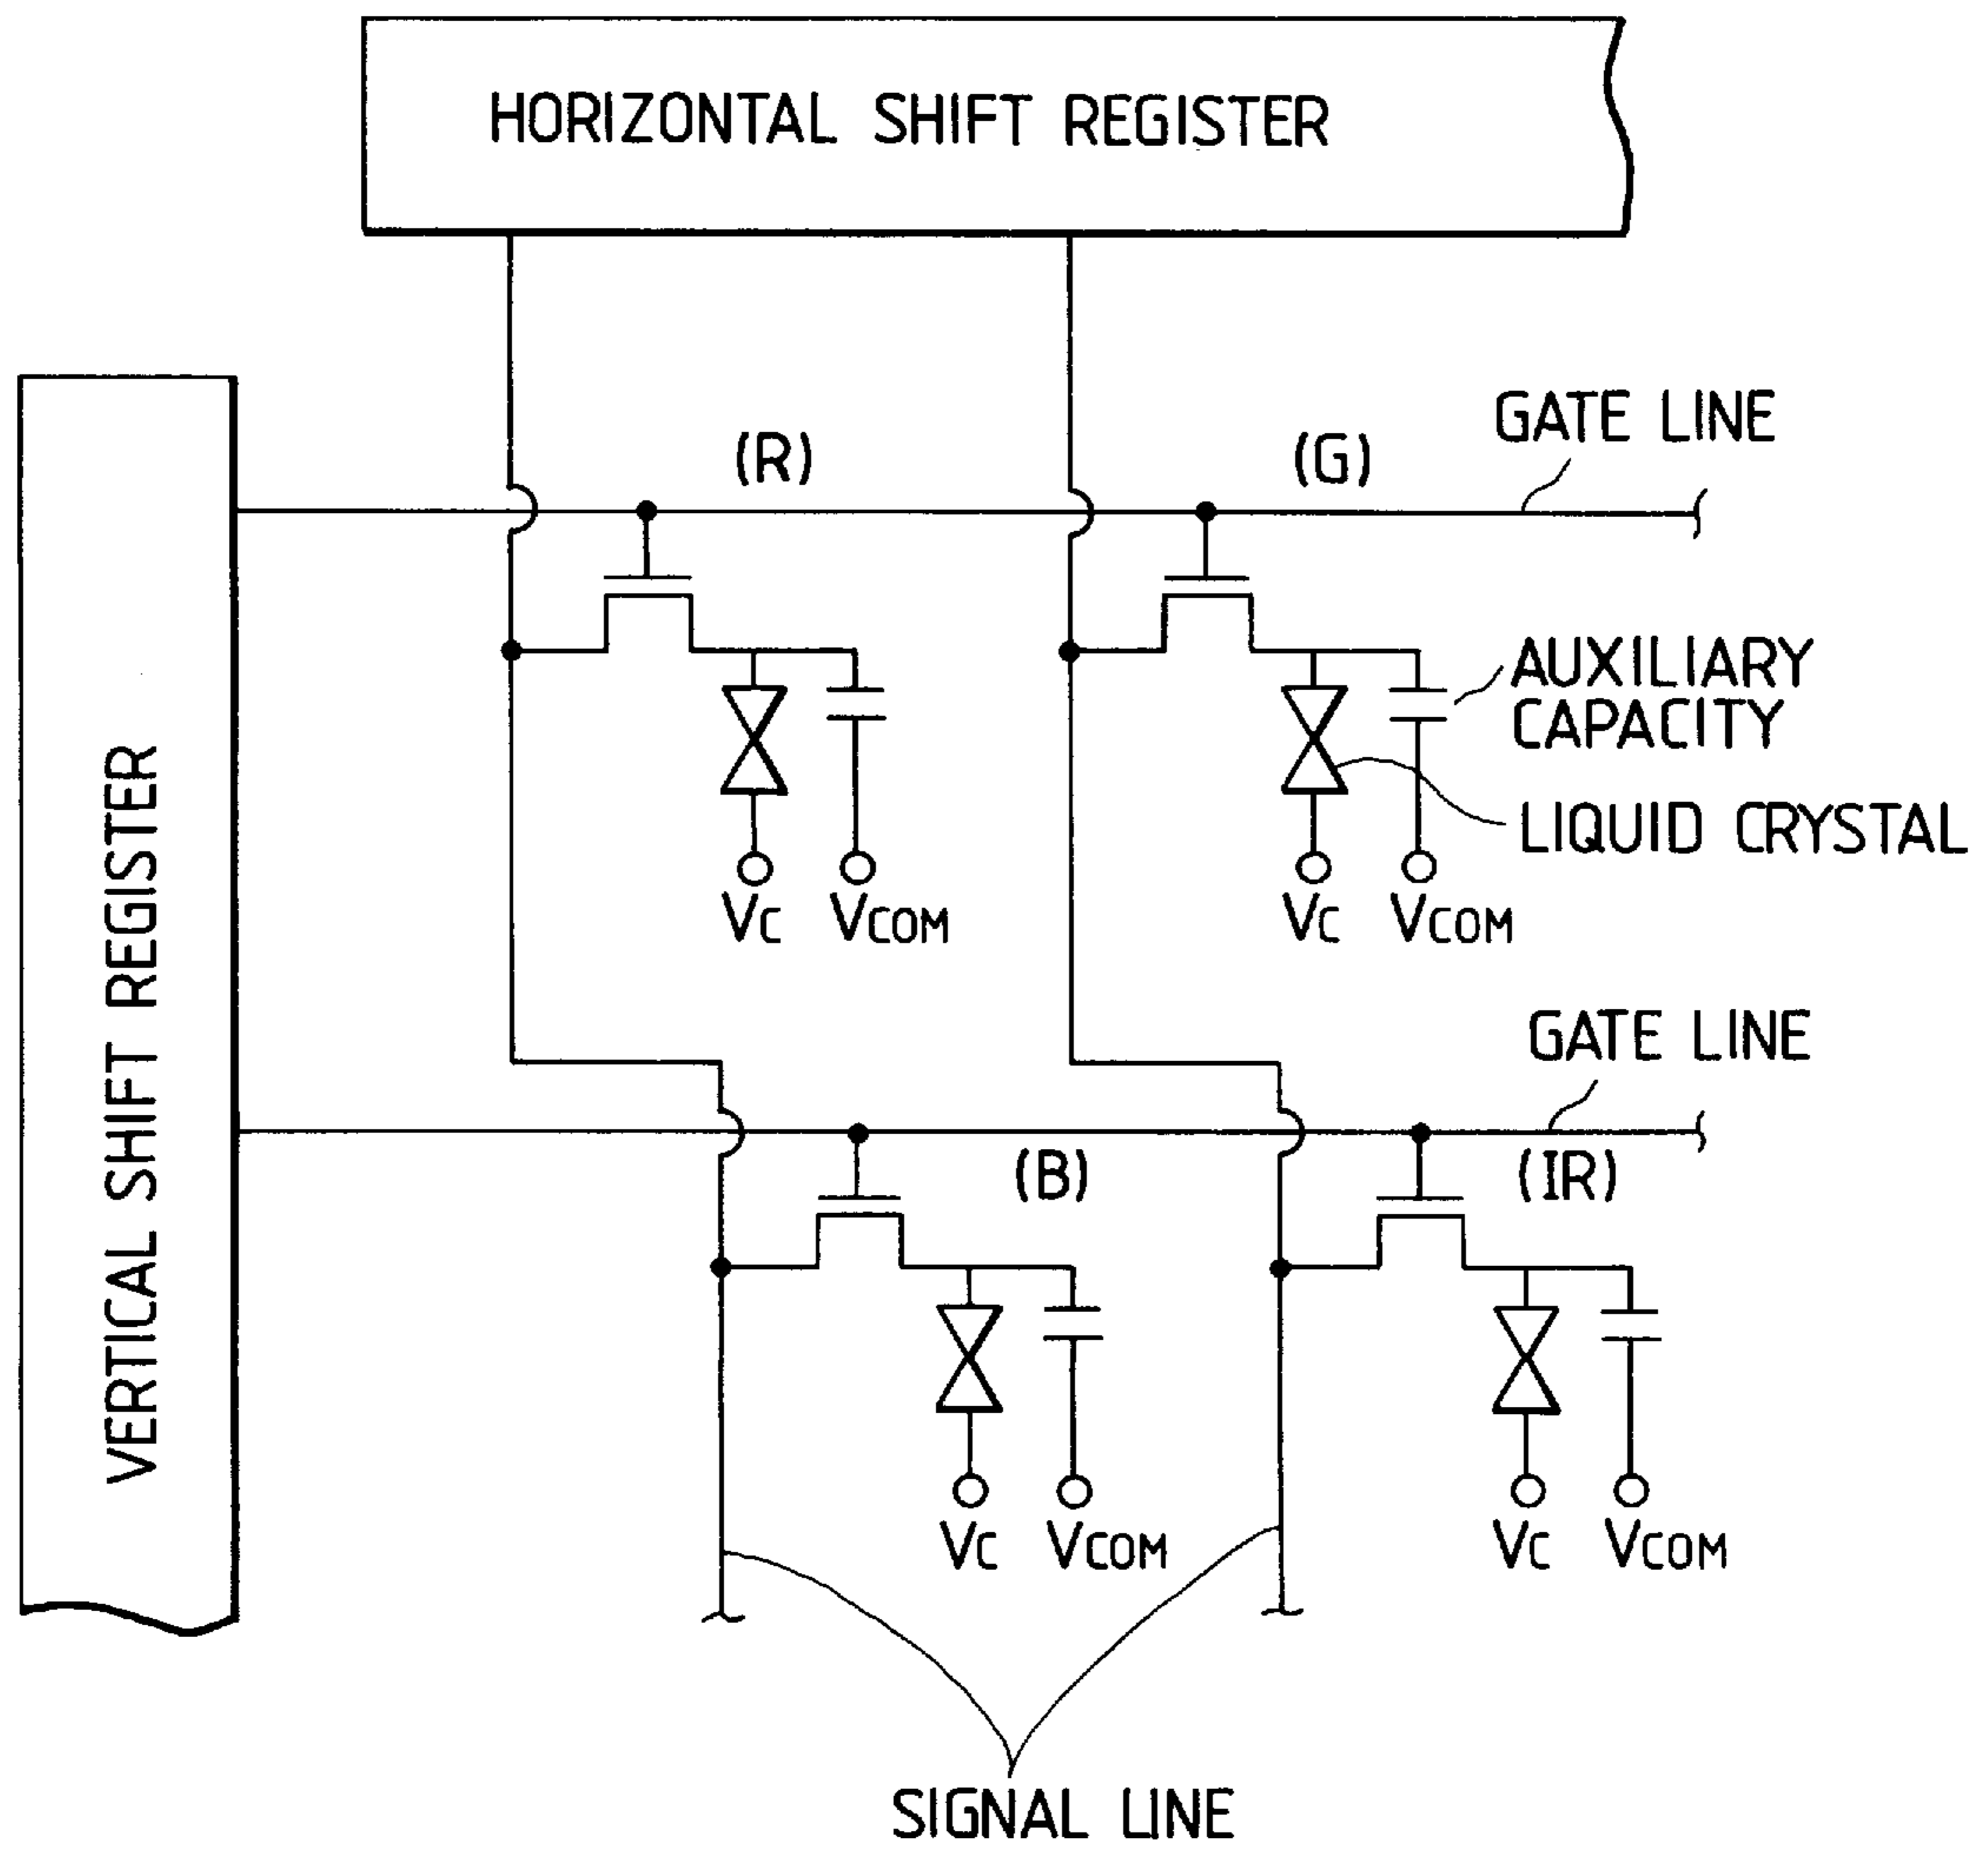 HORIZONTAL SHIFT REGISTER
VERTICAL SHIFT REGISTER
GATE LINE
(R)
(G)
AUXILIARY
CAPACITY
LIQUID CRYSTAL
VC
VCOM
VC
VCOM
GATE LINE
(B)
(IR)
VC
VCOM
VC
VCOM
SIGNAL LINE